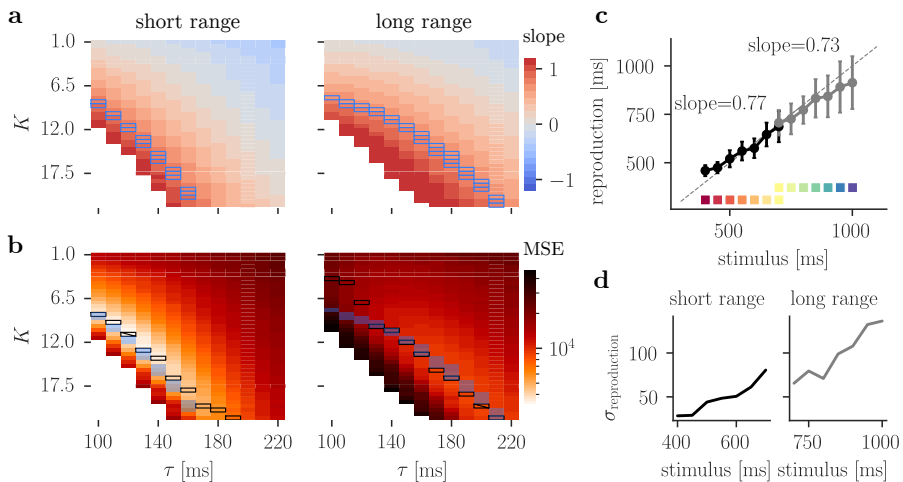 a
short range
long range
slope
1.0
6.5
12.0
17.5
K
1
0
−1
b
MSE
1.0
6.5
12.0
17.5
K
10^4
100
140
180
220
100
140
180
220
τ [ms]
τ [ms]
c
slope=0.73
slope=0.77
1000
750
500
reproduction [ms]
500
1000
stimulus [ms]
d
short range
long range
100
50
σreproduction
400
600
750
1000
stimulus [ms]
stimulus [ms]